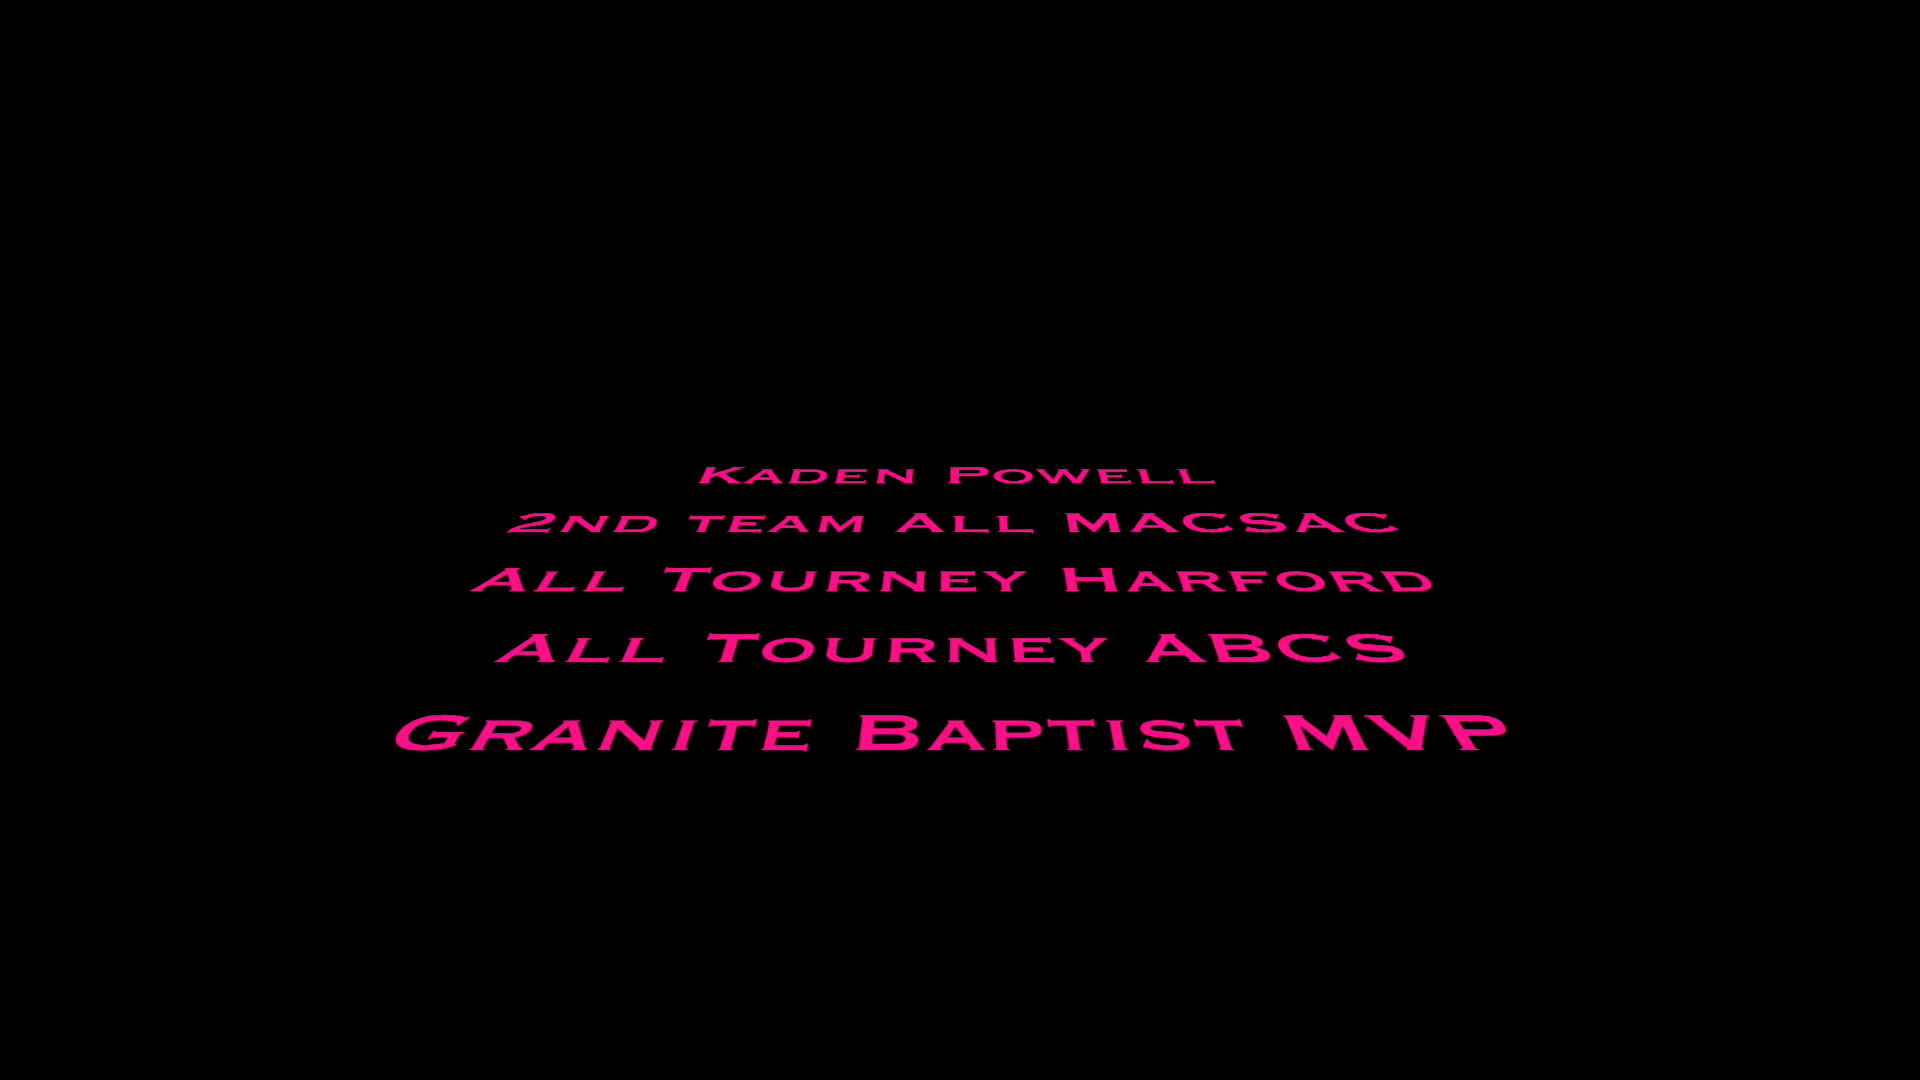 Kaden Powell
2nd team All MACSAC
All Tourney Harford
All Tourney ABCS
Granite Baptist MVP